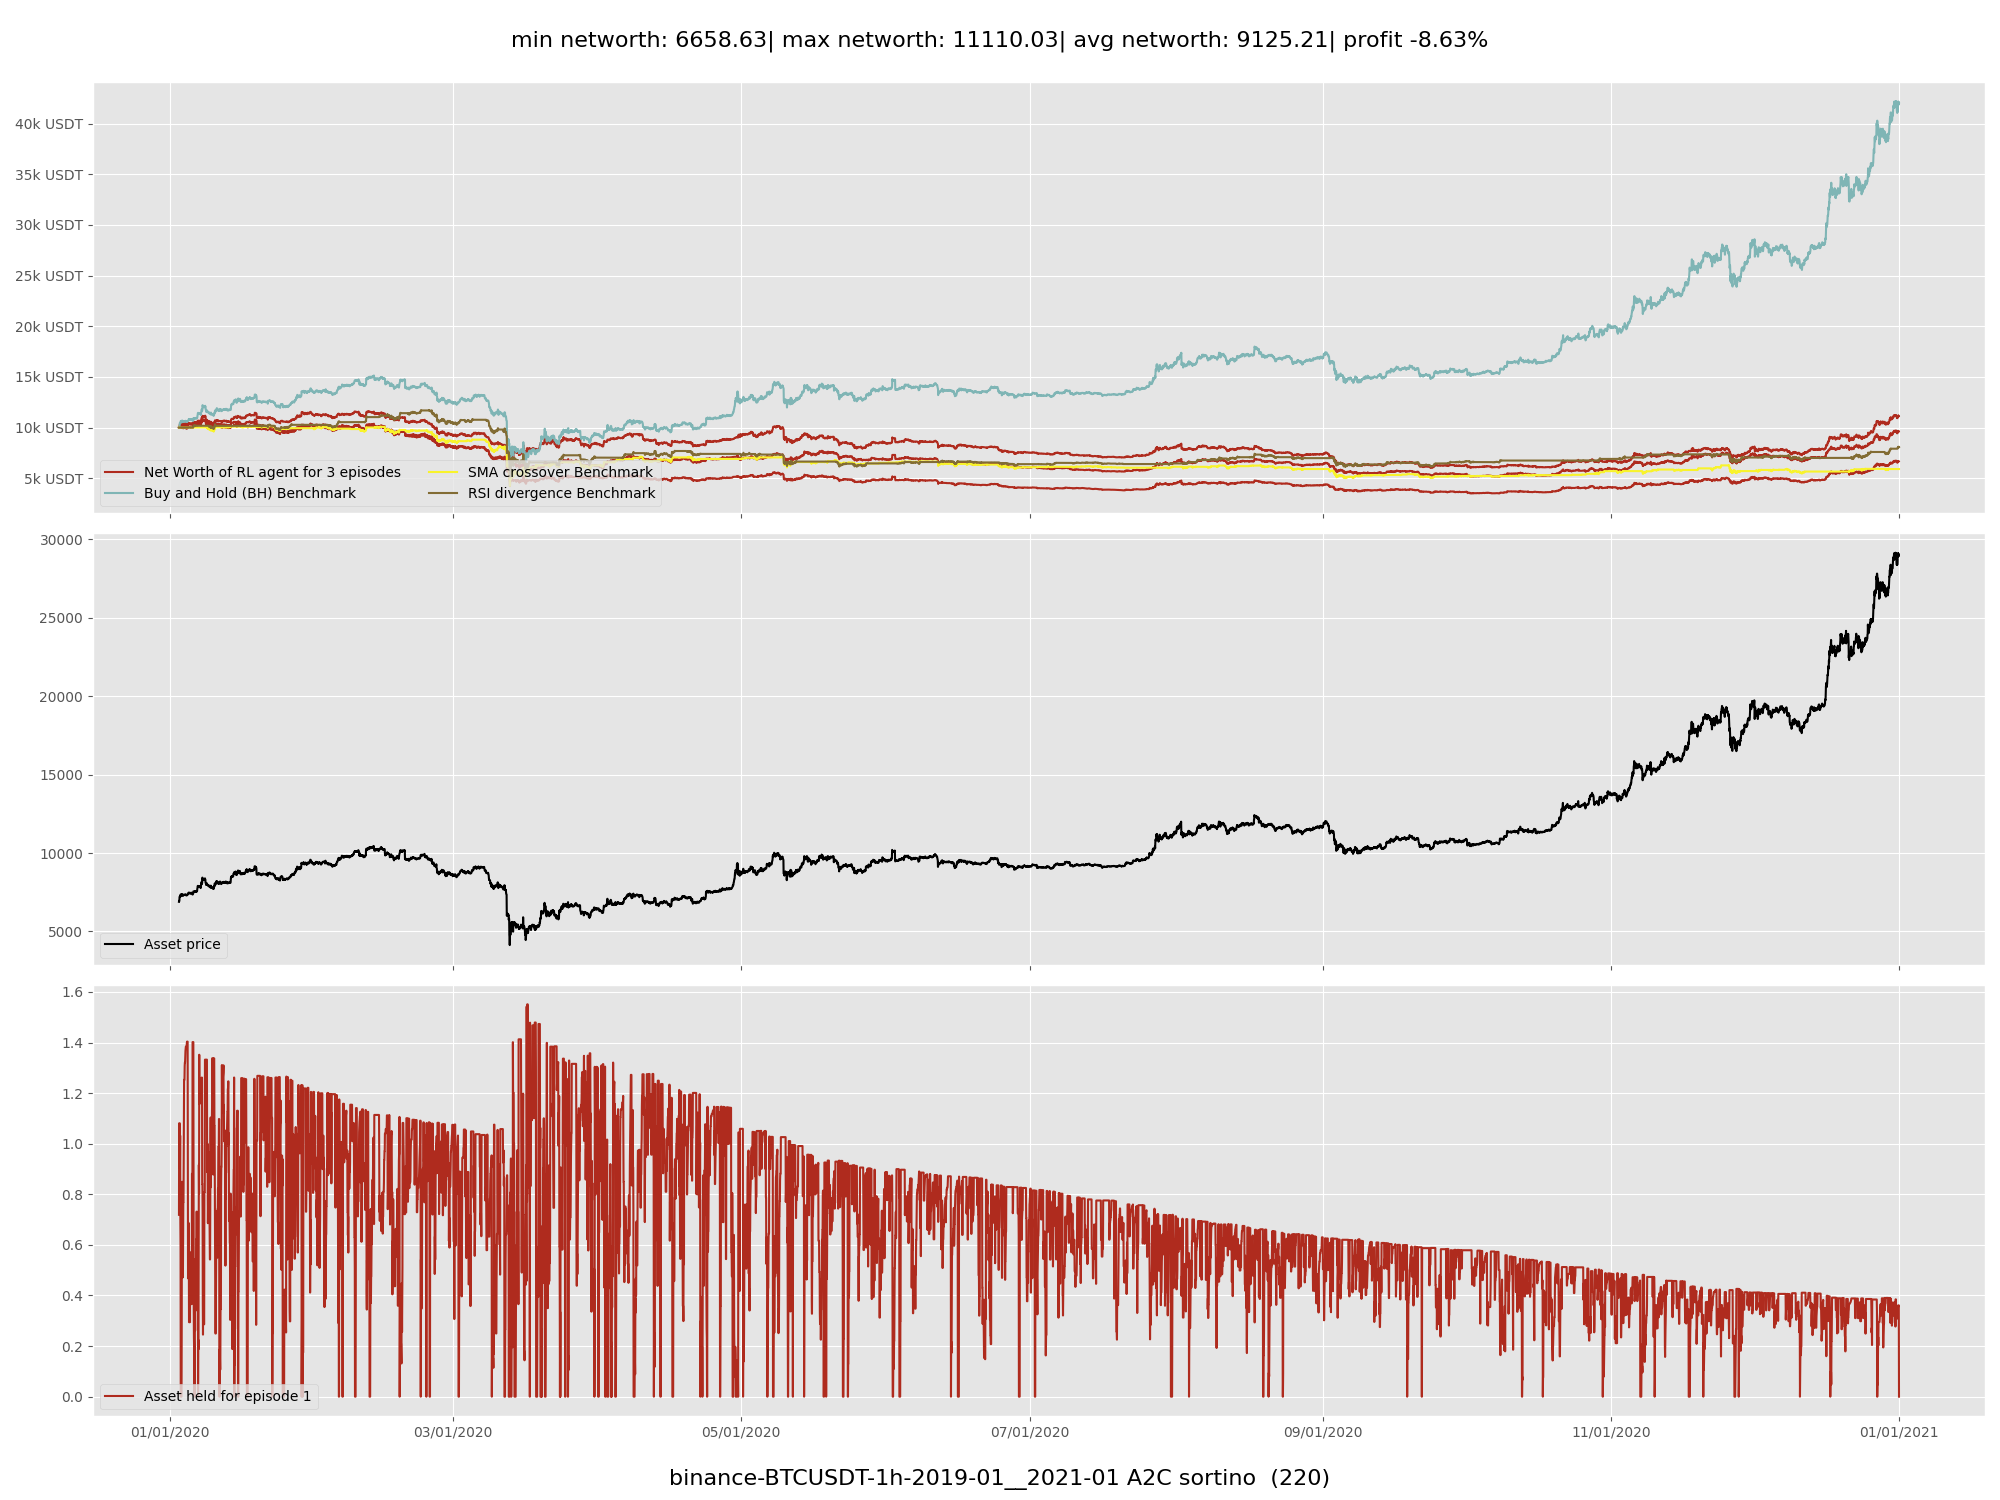 min networth: 6658.63| max networth: 11110.03| avg networth: 9125.21| profit -8.63%
40k USDT
35k USDT
30k USDT
25k USDT
20k USDT
15k USDT
10k USDT
5k USDT
Net Worth of RL agent for 3 episodes
Buy and Hold (BH) Benchmark
SMA crossover Benchmark
RSI divergence Benchmark
30000
25000
20000
15000
10000
5000
Asset price
1.6
1.4
1.2
1.0
0.8
0.6
0.4
0.2
0.0
Asset held for episode 1
01/01/2020 03/01/2020 05/01/2020 07/01/2020 09/01/2020 11/01/2020 01/01/2021
binance-BTCUSDT-1h-2019-01__2021-01 A2C sortino  (220)